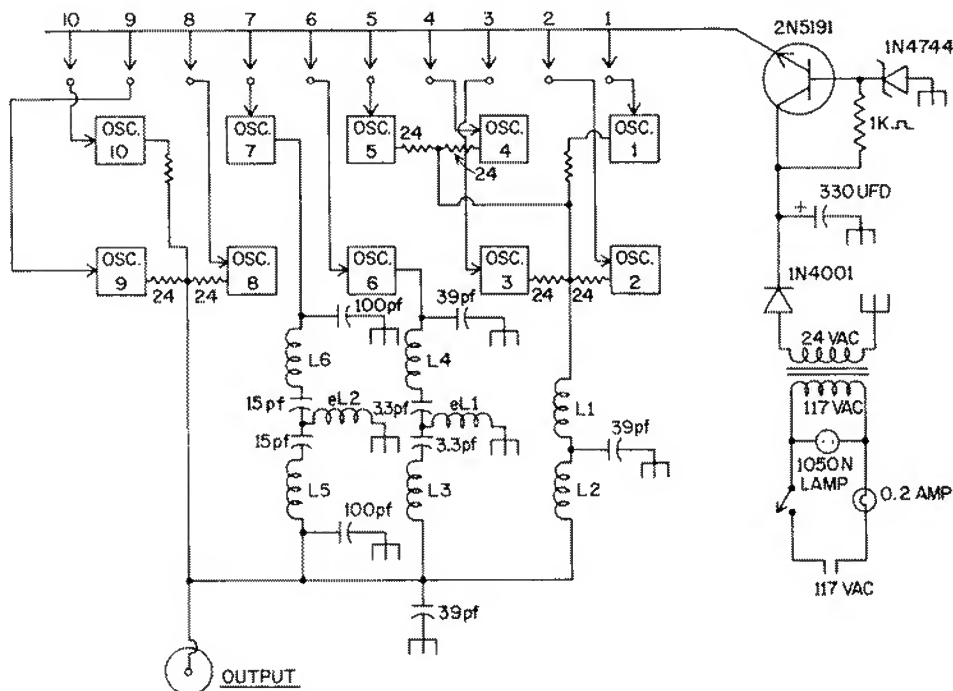 10 9 8 7 6 5 4 3 2 1
2N5191
1N4744
1K
OSC. 10
OSC. 7
OSC. 5
24
24
OSC. 4
OSC. 1
330UFD
+
OSC. 9
24
24
OSC. 8
OSC. 6
OSC. 3
24
24
OSC. 2
1N4001
100pf
39pf
L6
L4
24 VAC
15pf
eL2
3.3pf
eL1
L1
117 VAC
15pf
3.3pf
39pf
L5
L3
L2
1050N LAMP
0.2 AMP
100pf
117 VAC
39pf
OUTPUT